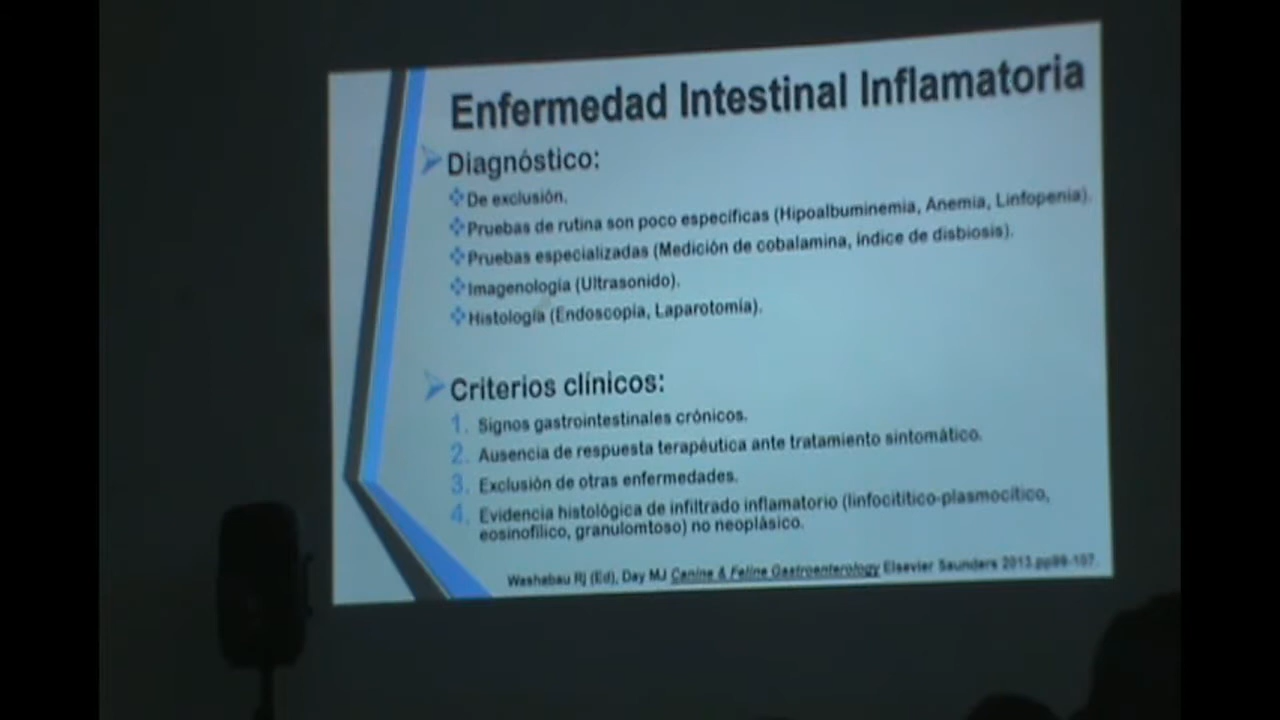 Enfermedad Intestinal Inflamatoria
Diagnóstico:
De exclusión.
Pruebas de rutina son poco específicas (Hipoalbuminemia, Anemia, Linfopenia).
Pruebas especializadas (Medición de cobalamina, índice de disbiosis).
Imagenología (Ultrasonido).
Histología (Endoscopia, Laparotomía).
Criterios clínicos:
1. Signos gastrointestinales crónicos.
2. Ausencia de respuesta terapéutica ante tratamiento sintomático.
3. Exclusión de otras enfermedades.
4. Evidencia histológica de infiltrado inflamatorio (linfocititico-plasmocítico,
eosinofílico, granulomtoso) no neoplásico.
Washabau Rj (Ed), Day MJ Canine & Feline Gastroenterology Elsevier Saunders 2013.pp99-107.